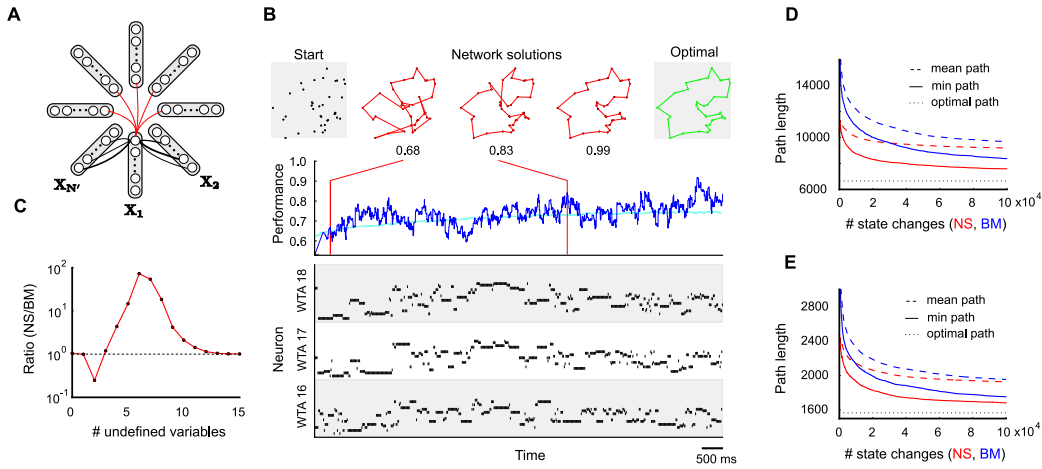 A
X_N'
X_1
X_2
B
Start
Network solutions
Optimal
0.68
0.83
0.99
Performance
1.0
0.9
0.8
0.7
0.6
Neuron
WTA 18
WTA 17
WTA 16
Time
500 ms
C
Ratio (NS/BM)
10^2
10^1
10^0
10^-1
0 5 10 15
# undefined variables
D
Path length
14000
10000
6000
mean path
min path
optimal path
0 2 4 6 8 10 x10^4
# state changes (NS, BM)
E
Path length
2800
2400
2000
1600
mean path
min path
optimal path
0 2 4 6 8 10 x10^4
# state changes (NS, BM)